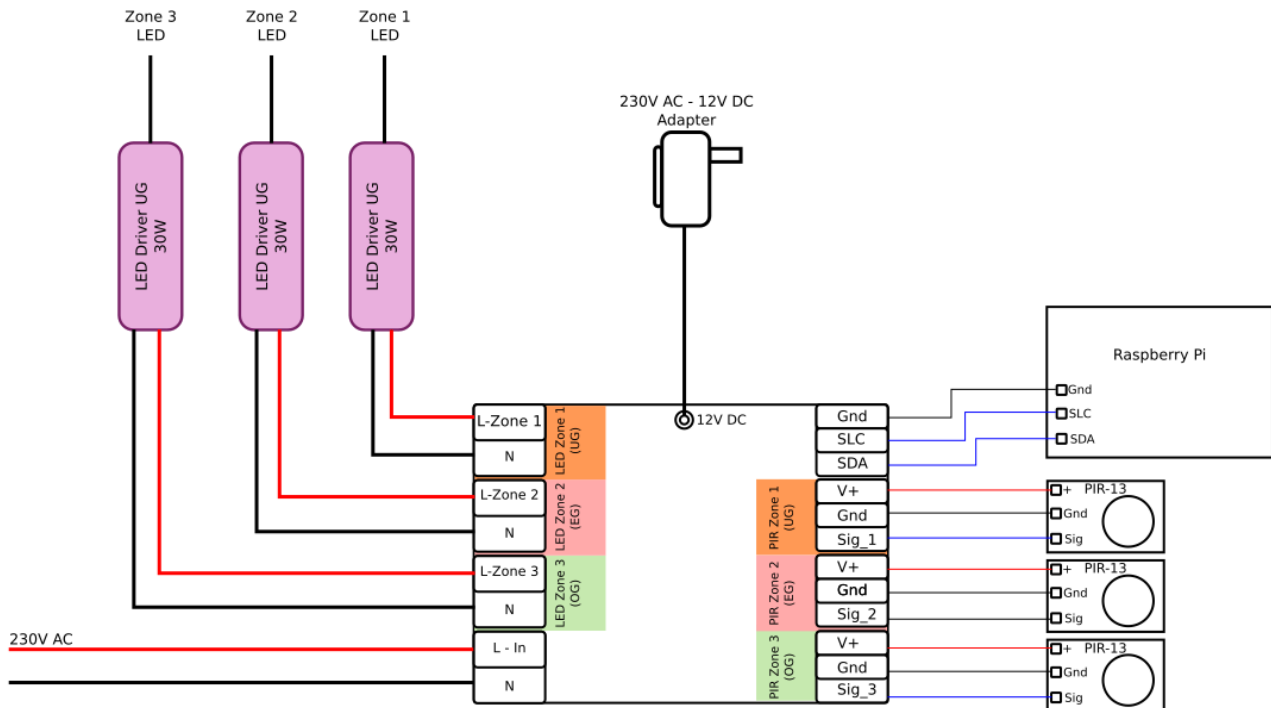 Zone 3
LED
Zone 2
LED
Zone 1
LED
230V AC - 12V DC
Adapter
LED Driver UG
30W
LED Driver UG
30W
LED Driver UG
30W
Raspberry Pi
Gnd
SLC
SDA
L-Zone 1
N
LED Zone 1
(UG)
12V DC
Gnd
SLC
SDA
L-Zone 2
N
LED Zone 2
(EG)
PIR Zone 1
(UG)
V+
Gnd
Sig_1
+ PIR-13
Gnd
Sig
L-Zone 3
N
LED Zone 3
(OG)
PIR Zone 2
(EG)
V+
Gnd
Sig_2
+ PIR-13
Gnd
Sig
230V AC
L - In
N
PIR Zone 3
(OG)
V+
Gnd
Sig_3
+ PIR-13
Gnd
Sig